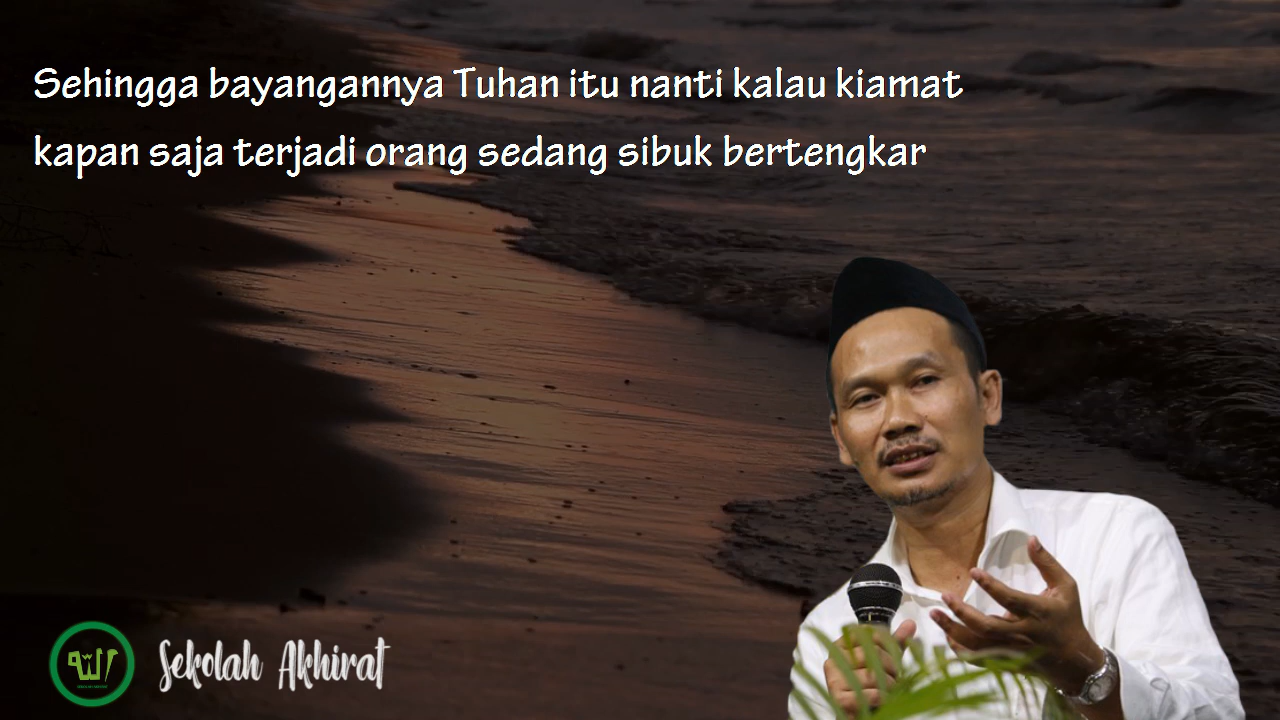 Sehingga bayangannya Tuhan itu nanti kalau kiamat
kapan saja terjadi orang sedang sibuk bertengkar
Sekolah Akhirat